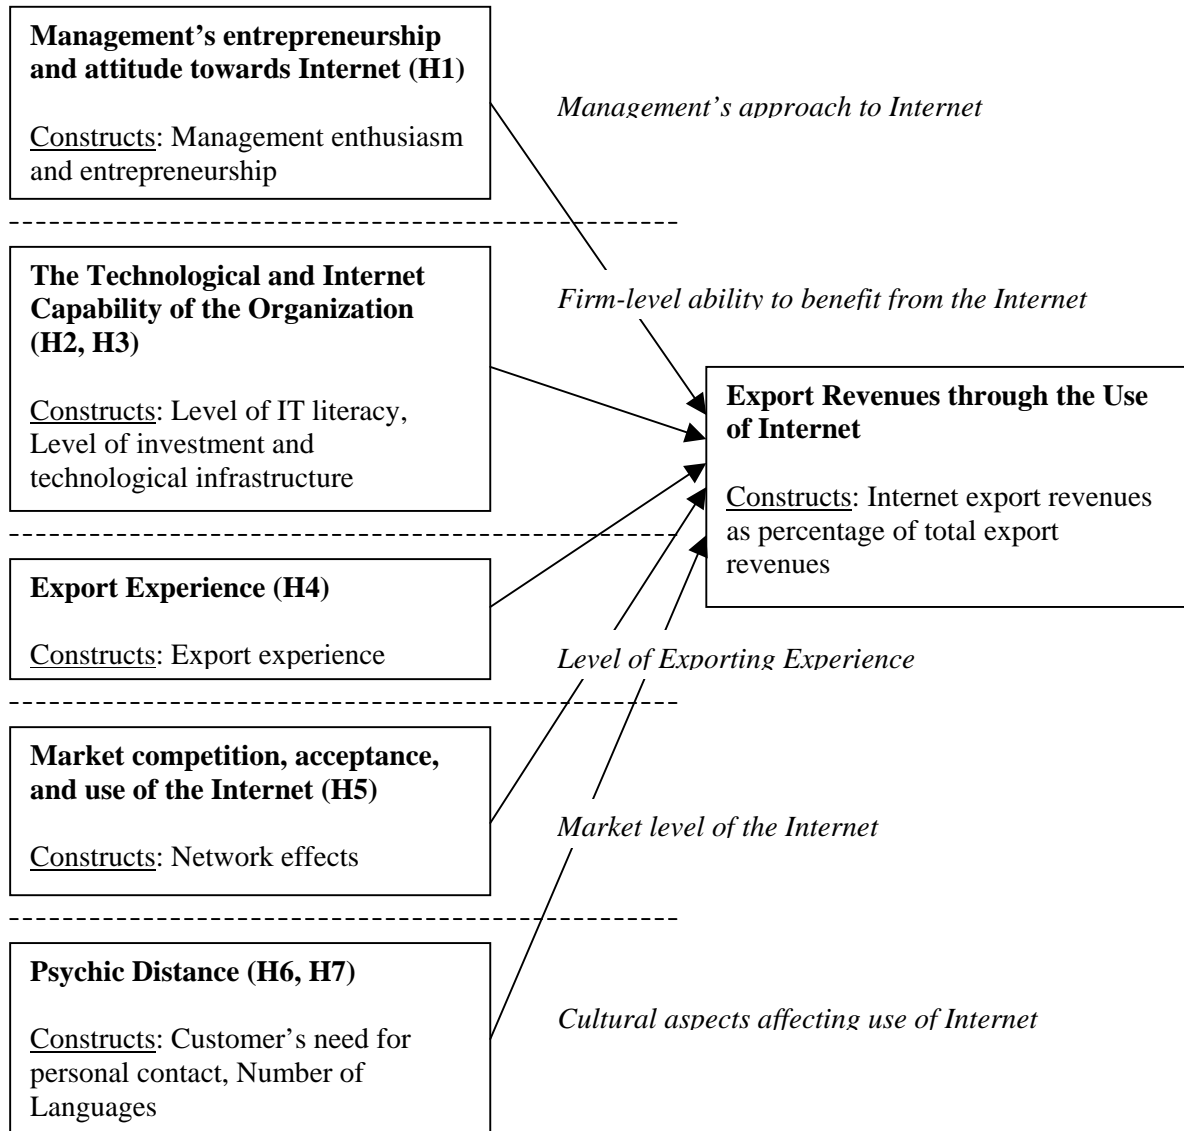 Management’s entrepreneurship
and attitude towards Internet (H1)
Constructs: Management enthusiasm
and entrepreneurship
Management’s approach to Internet
The Technological and Internet
Capability of the Organization
(H2, H3)
Constructs: Level of IT literacy,
Level of investment and
technological infrastructure
Firm-level ability to benefit from the Internet
Export Revenues through the Use
of Internet
Constructs: Internet export revenues
as percentage of total export
revenues
Export Experience (H4)
Constructs: Export experience
Level of Exporting Experience
Market competition, acceptance,
and use of the Internet (H5)
Constructs: Network effects
Market level of the Internet
Psychic Distance (H6, H7)
Constructs: Customer’s need for
personal contact, Number of
Languages
Cultural aspects affecting use of Internet